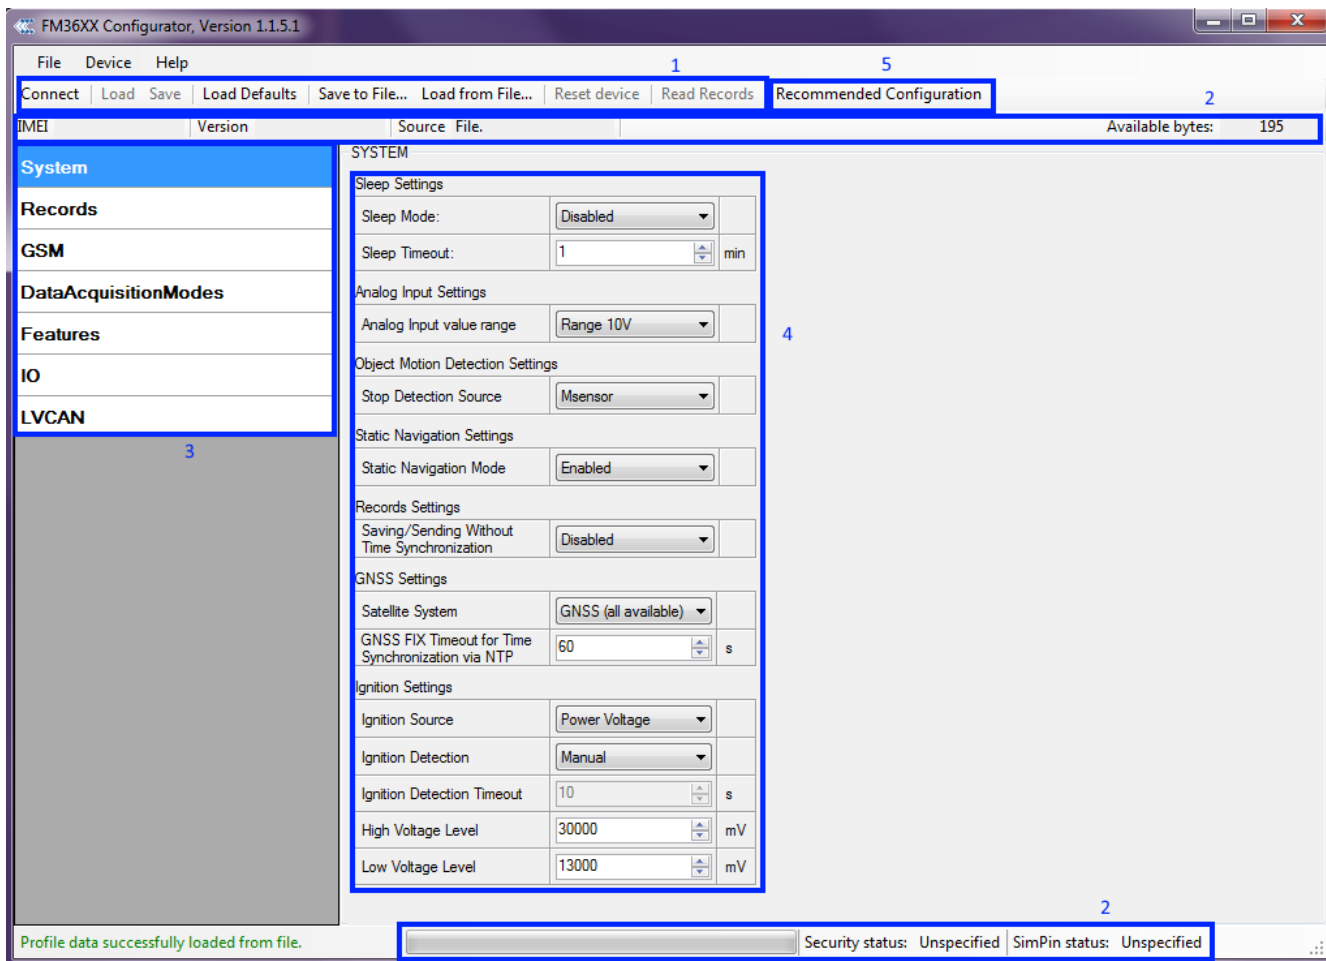 FM36XX Configurator, Version 1.1.5.1
File Device Help
1 5
Connect Load Save Load Defaults Save to File... Load from File... Reset device Read Records Recommended Configuration
2
IMEI Version Source File. Available bytes: 195
System
Records
GSM
DataAcquisitionModes
Features
IO
LVCAN
3
SYSTEM
Sleep Settings
Sleep Mode: Disabled
Sleep Timeout: 1 min
Analog Input Settings
Analog Input value range Range 10V
4
Object Motion Detection Settings
Stop Detection Source Msensor
Static Navigation Settings
Static Navigation Mode Enabled
Records Settings
Saving/Sending Without
Time Synchronization Disabled
GNSS Settings
Satellite System GNSS (all available)
GNSS FIX Timeout for Time
Synchronization via NTP 60 s
Ignition Settings
Ignition Source Power Voltage
Ignition Detection Manual
Ignition Detection Timeout 10 s
High Voltage Level 30000 mV
Low Voltage Level 13000 mV
2
Profile data successfully loaded from file. Security status: Unspecified SimPin status: Unspecified